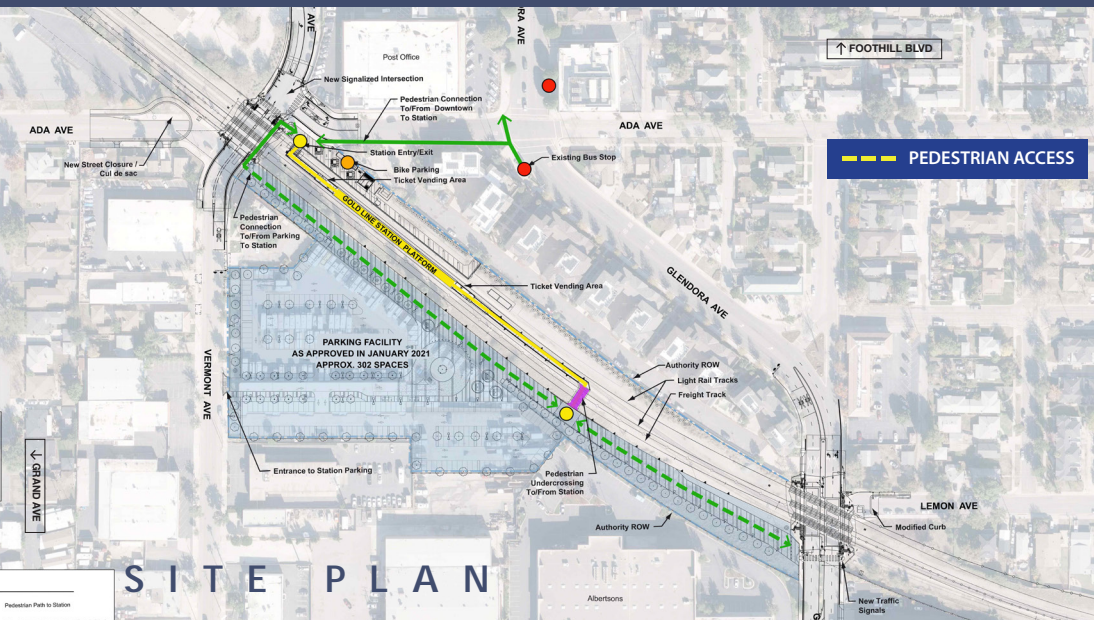 AVE
RA AVE
Post Office
↑ FOOTHILL BLVD
New Signalized Intersection
Pedestrian Connection
To/From Downtown
To Station
ADA AVE
ADA AVE
Station Entry/Exit
Existing Bus Stop
PEDESTRIAN ACCESS
New Street Closure /
Cul de sac
Bike Parking
Ticket Vending Area
Pedestrian
Connection
To/From Parking
To Station
GOLD LINE STATION PLATFORM
Ticket Vending Area
GLENDORA AVE
PARKING FACILITY
AS APPROVED IN JANUARY 2021
APPROX. 302 SPACES
VERMONT AVE
Authority ROW
Light Rail Tracks
Freight Track
← GRAND AVE
Entrance to Station Parking
Pedestrian
Undercrossing
To/From Station
LEMON AVE
Modified Curb
Authority ROW
SITE PLAN
Albertsons
Pedestrian Path to Station
New Traffic
Signals
G